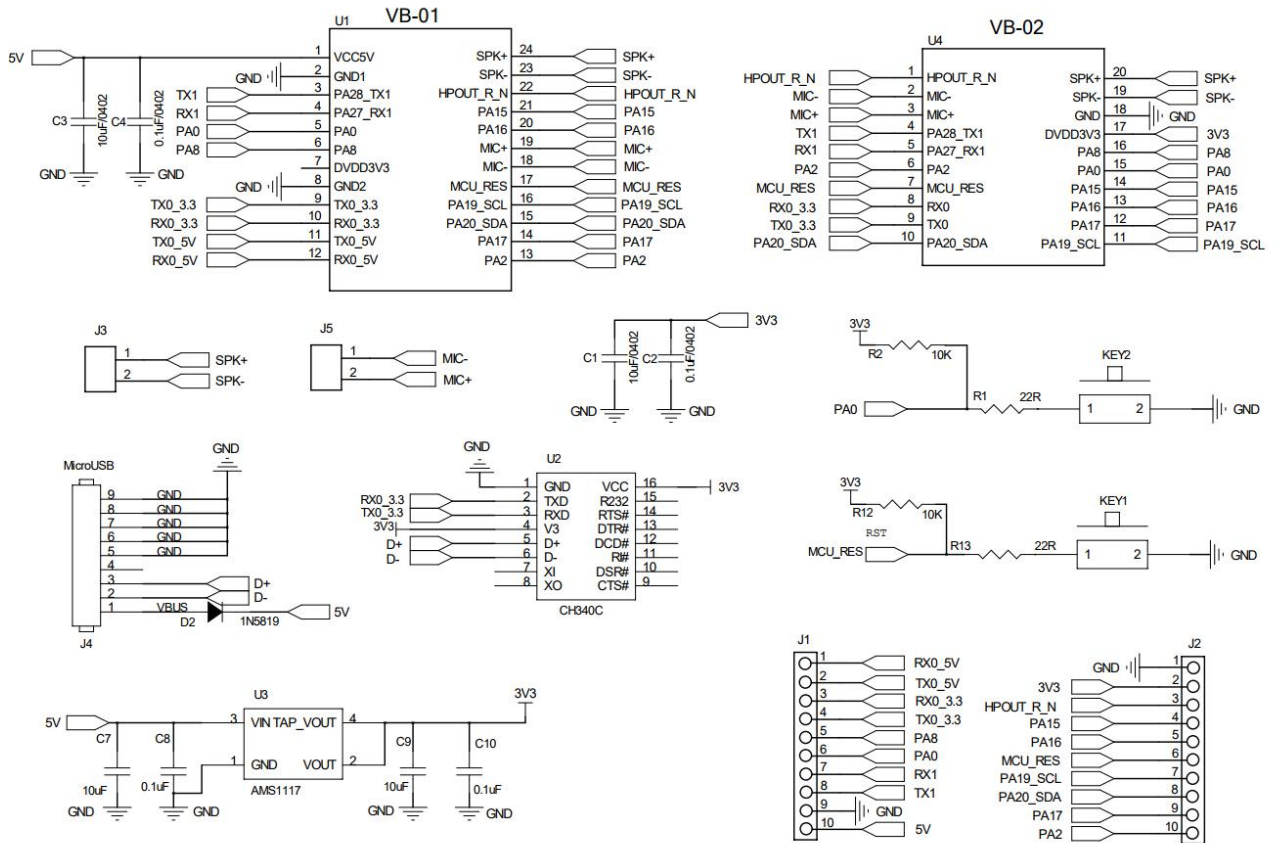 VB-01
U1
5V
C3
10uF/0402
C4
0.1uF/0402
GND
GND
1 VCC5V
GND 2 GND1
TX1 3 PA28_TX1
RX1 4 PA27_RX1
PA0 5 PA0
PA8 6 PA8
7 DVDD3V3
GND 8 GND2
TX0_3.3 9 TX0_3.3
RX0_3.3 10 RX0_3.3
TX0_5V 11 TX0_5V
RX0_5V 12 RX0_5V
SPK+ 24 SPK+
SPK- 23 SPK-
HPOUT_R_N 22 HPOUT_R_N
PA15 21 PA15
PA16 20 PA16
MIC+ 19 MIC+
MIC- 18 MIC-
MCU_RES 17 MCU_RES
PA19_SCL 16 PA19_SCL
PA20_SDA 15 PA20_SDA
PA17 14 PA17
PA2 13 PA2
VB-02
U4
HPOUT_R_N 1 HPOUT_R_N
MIC- 2 MIC-
MIC+ 3 MIC+
TX1 4 PA28_TX1
RX1 5 PA27_RX1
PA2 6 PA2
MCU_RES 7 MCU_RES
RX0_3.3 8 RX0
TX0_3.3 9 TX0
PA20_SDA 10 PA20_SDA
SPK+ 20 SPK+
SPK- 19 SPK-
GND 18 GND
DVDD3V3 17 3V3
PA8 16 PA8
PA0 15 PA0
PA15 14 PA15
PA16 13 PA16
PA17 12 PA17
PA19_SCL 11 PA19_SCL
J3
1 SPK+
2 SPK-
J5
1 MIC-
2 MIC+
3V3
C1
10uF/0402
C2
0.1uF/0402
GND
GND
3V3
R2 10K
KEY2
PA0 R1 22R 1 2 GND
MicroUSB
GND
9 GND
8 GND
7 GND
6 GND
5 GND
4
3 D+
2 D-
1 VBUS D2 1N5819 5V
J4
GND
U2
1 GND
RX0_3.3 2 TXD
TX0_3.3 3 RXD
3V3 4 V3
D+ 5 D+
D- 6 D-
7 XI
8 XO
VCC 16 3V3
R232 15
RTS# 14
DTR# 13
DCD# 12
RI# 11
DSR# 10
CTS# 9
CH340C
3V3
R12 10K
RST
KEY1
MCU_RES R13 22R 1 2 GND
U3
5V
C7
10uF
C8
0.1uF
GND
GND
3 VIN TAP_VOUT 4
1 GND VOUT 2
AMS1117
3V3
C9
10uF
C10
0.1uF
GND
GND
J1
1 RX0_5V
2 TX0_5V
3 RX0_3.3
4 TX0_3.3
5 PA8
6 PA0
7 RX1
8 TX1
9 GND
10 5V
J2
GND 1
3V3 2
HPOUT_R_N 3
PA15 4
PA16 5
MCU_RES 6
PA19_SCL 7
PA20_SDA 8
PA17 9
PA2 10